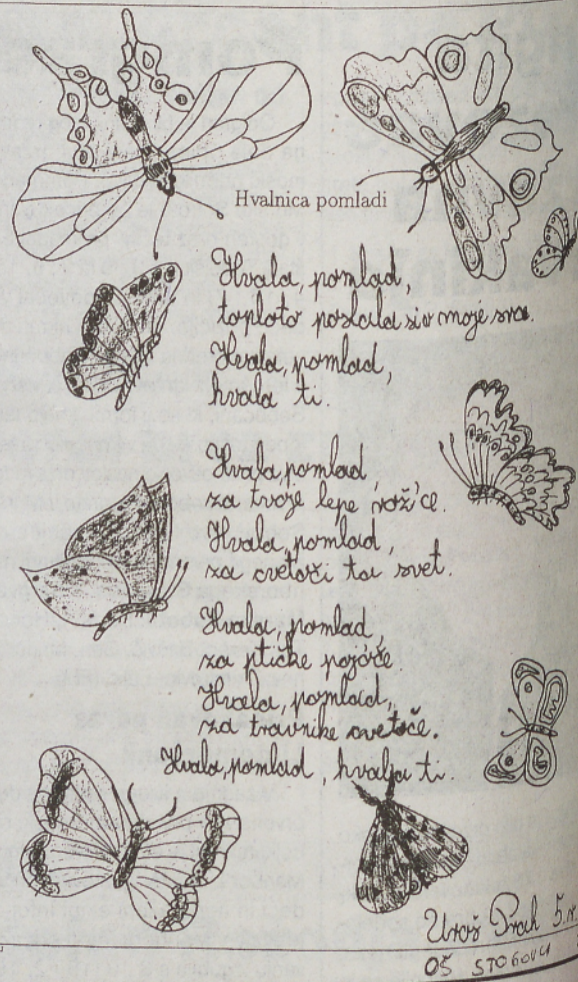 Hvalnica pomladi
Hvala, pomlad,
toploto poslala si v moje sva.
Hvala, pomlad,
hvala ti.
Hvala, pomlad,
za tvoje lepe rož'ce.
Hvala, pomlad,
za cvetoči ta svet.
Hvala, pomlad,
za ptičke pojoče
Hvala, pomlad,
za travnike cvetoče.
Hvala, pomlad, hvala ti.
Uroš Prah 5.
OŠ STOGOVCI